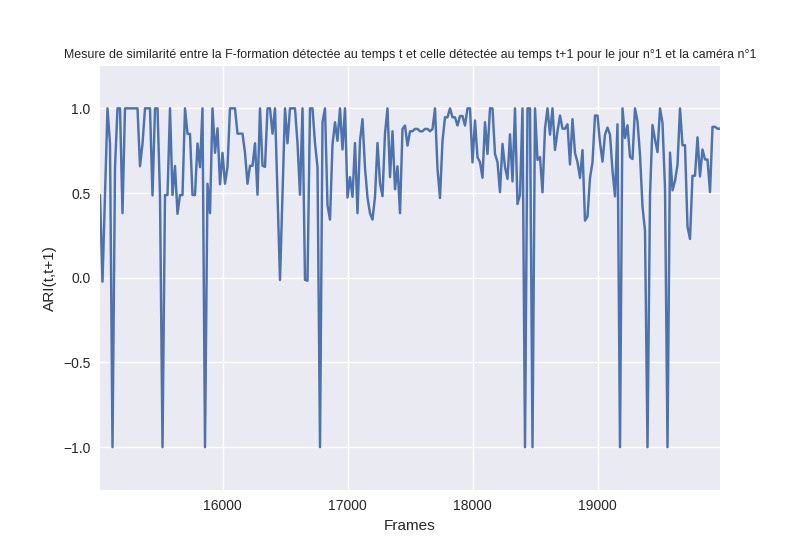 Mesure de similarité entre la F-formation détectée au temps t et celle détectée au temps t+1 pour le jour n°1 et la caméra n°1
1.0
0.5
0.0
−0.5
−1.0
ARI(t,t+1)
16000 17000 18000 19000
Frames